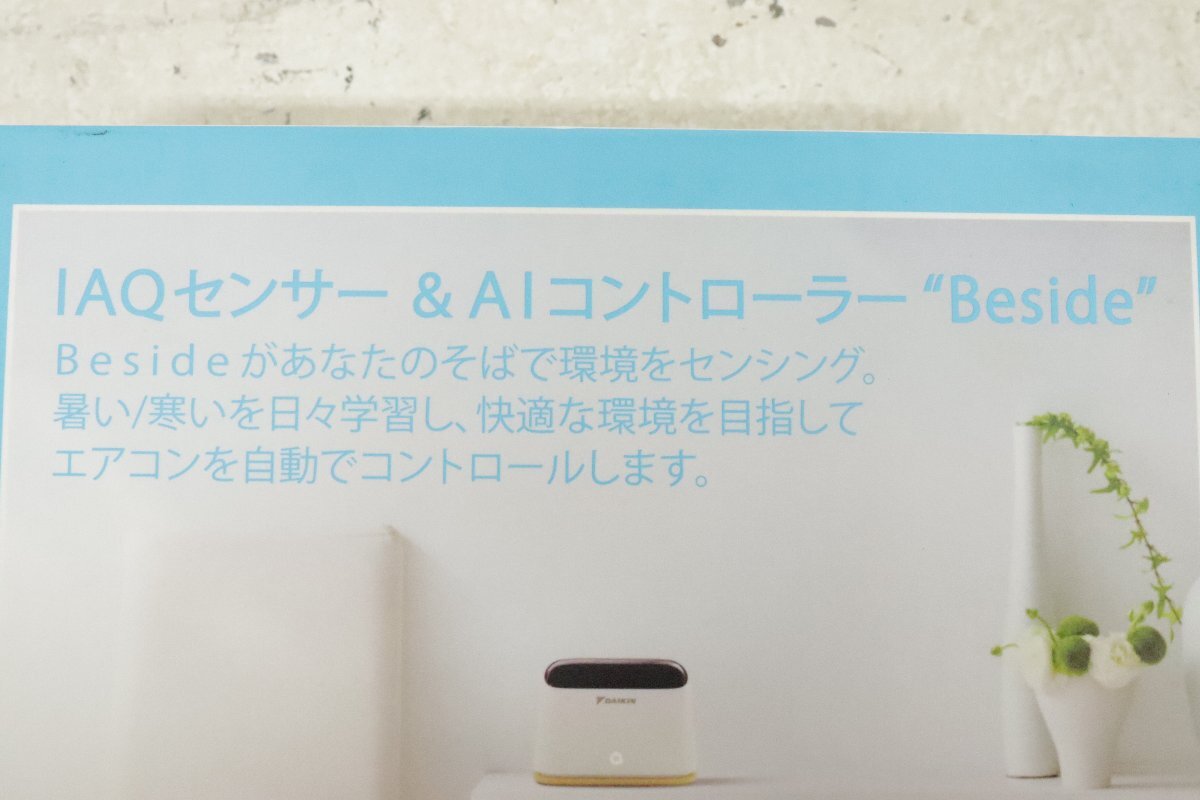 IAQセンサー & AIコントローラー “Beside”
Besideがあなたのそばで環境をセンシング。
暑い/寒いを日々学習し、快適な環境を目指して
エアコンを自動でコントロールします。
DAIKIN